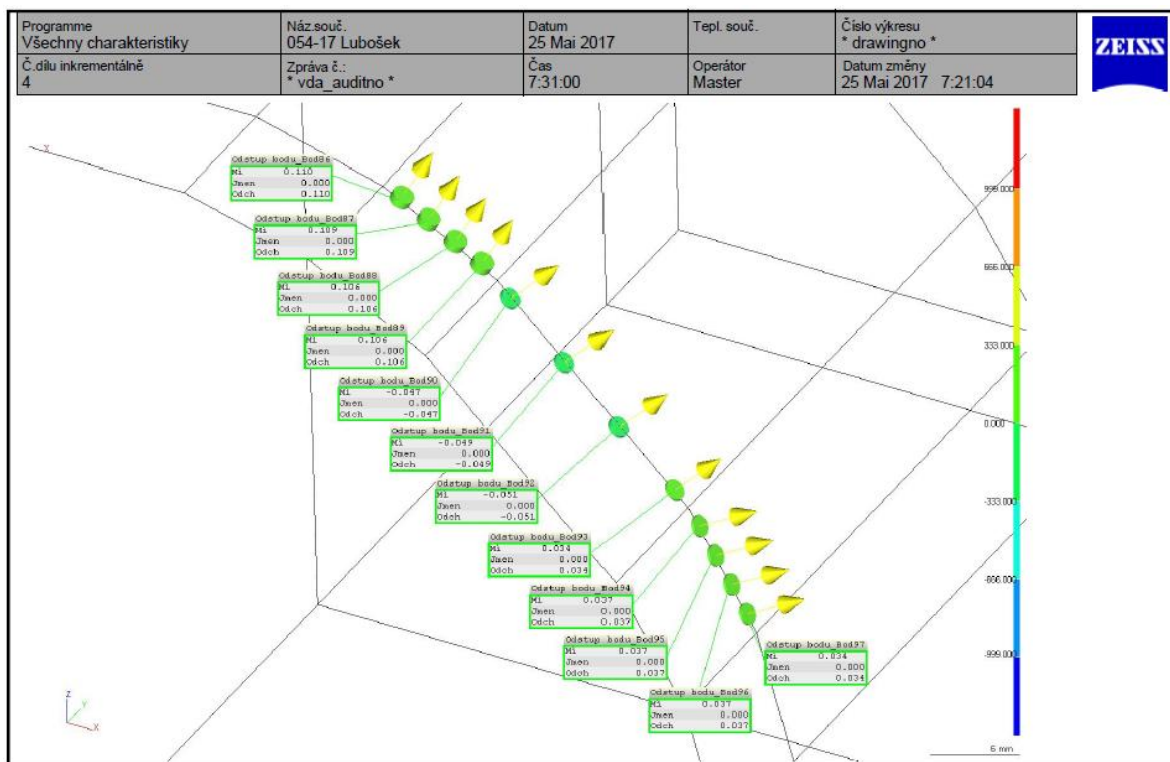 Programme
Všechny charakteristiky
Náz.souč.
054-17 Lubošek
Datum
25 Mai 2017
Tepl. souč.
Číslo výkresu
* drawingno *
ZEISS
Č.dílu inkrementálně
4
Zpráva č.:
* vda_auditno *
Čas
7:31:00
Operátor
Master
Datum změny
25 Mai 2017 7:21:04
X
Odstup bodu_Bod86
Mi 0.110
Jmen 0.000
Odch 0.110
Odstup bodu_Bod87
Mi 0.109
Jmen 0.000
Odch 0.109
Odstup bodu_Bod88
Mi 0.106
Jmen 0.000
Odch 0.106
Odstup bodu_Bod89
Mi 0.106
Jmen 0.000
Odch 0.106
Odstup bodu_Bod90
Mi -0.047
Jmen 0.000
Odch -0.047
Odstup bodu_Bod91
Mi -0.049
Jmen 0.000
Odch -0.049
Odstup bodu_Bod92
Mi -0.051
Jmen 0.000
Odch -0.051
Odstup bodu_Bod93
Mi 0.034
Jmen 0.000
Odch 0.034
Odstup bodu_Bod94
Mi 0.037
Jmen 0.000
Odch 0.037
Odstup bodu_Bod95
Mi 0.037
Jmen 0.000
Odch 0.037
Odstup bodu_Bod96
Mi 0.037
Jmen 0.000
Odch 0.037
Odstup bodu_Bod97
Mi 0.034
Jmen 0.000
Odch 0.034
999.000
666.000
333.000
0.000
-333.000
-666.000
-999.000
Z
Y
X
6 mm